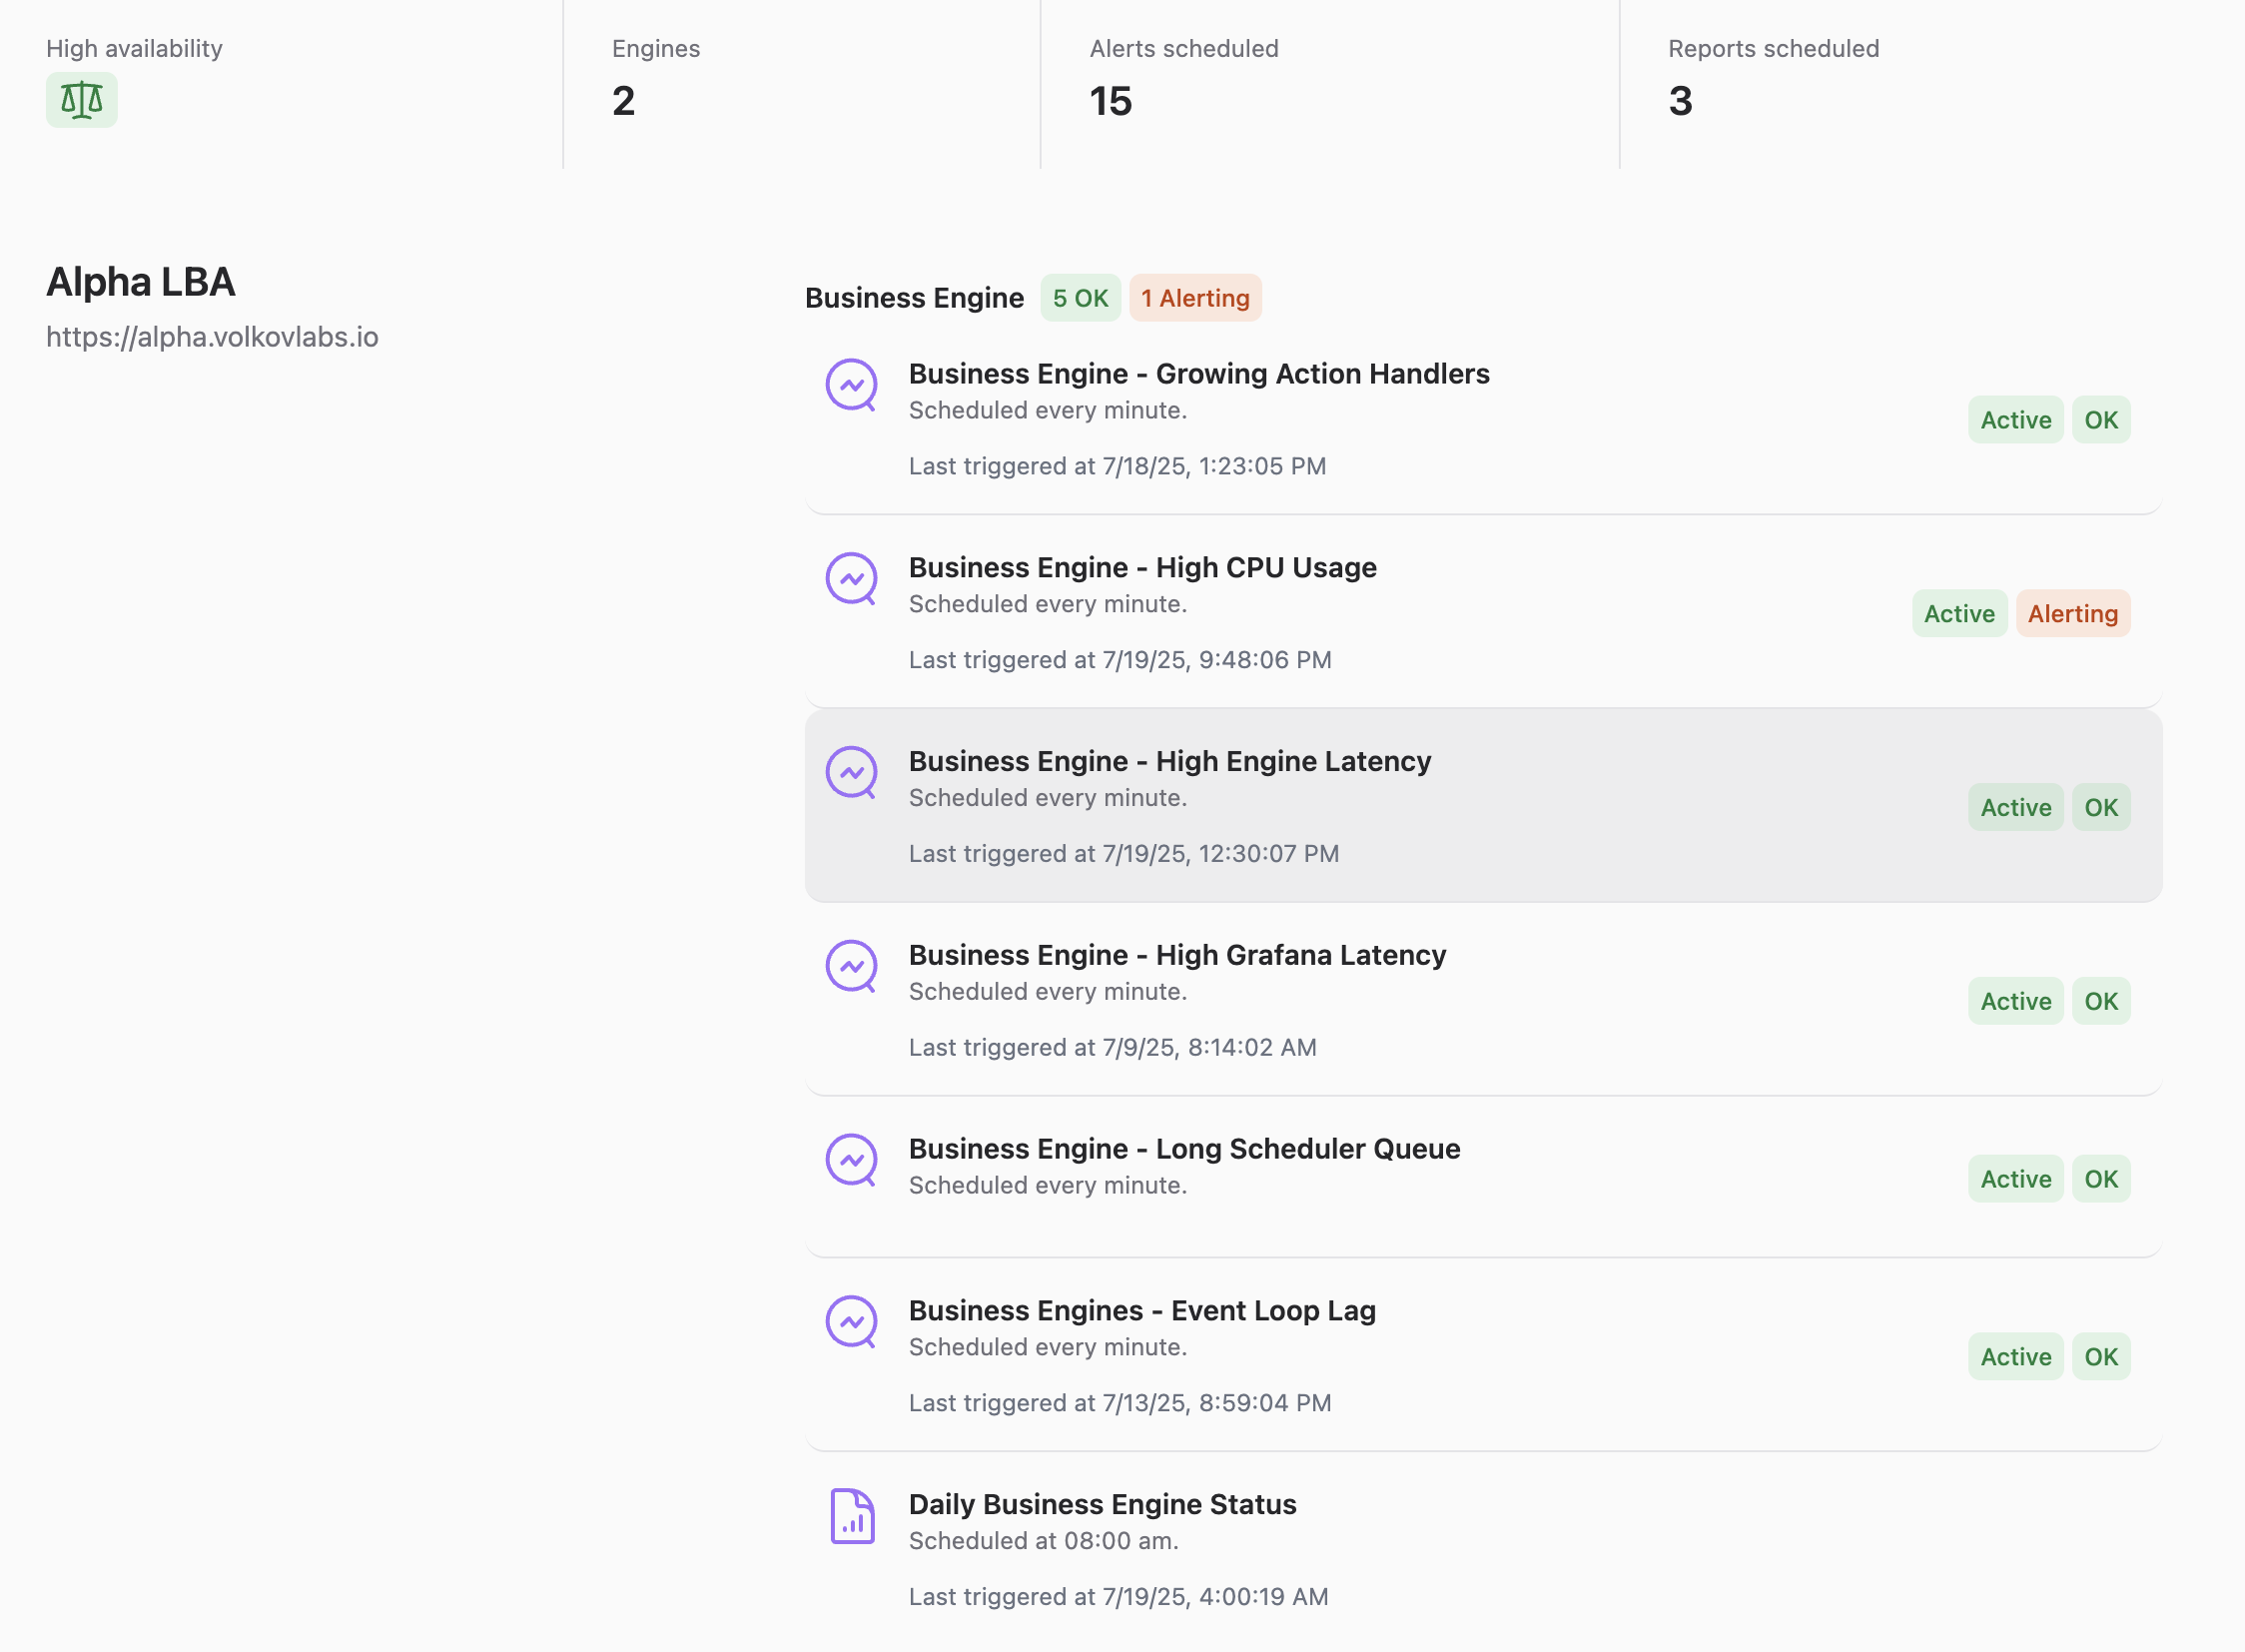 High availability
Engines
2
Alerts scheduled
15
Reports scheduled
3
Alpha LBA
https://alpha.volkovlabs.io
Business Engine 5 OK 1 Alerting
Business Engine - Growing Action Handlers
Scheduled every minute.
Active OK
Last triggered at 7/18/25, 1:23:05 PM
Business Engine - High CPU Usage
Scheduled every minute.
Active Alerting
Last triggered at 7/19/25, 9:48:06 PM
Business Engine - High Engine Latency
Scheduled every minute.
Active OK
Last triggered at 7/19/25, 12:30:07 PM
Business Engine - High Grafana Latency
Scheduled every minute.
Active OK
Last triggered at 7/9/25, 8:14:02 AM
Business Engine - Long Scheduler Queue
Scheduled every minute.
Active OK
Business Engines - Event Loop Lag
Scheduled every minute.
Active OK
Last triggered at 7/13/25, 8:59:04 PM
Daily Business Engine Status
Scheduled at 08:00 am.
Last triggered at 7/19/25, 4:00:19 AM